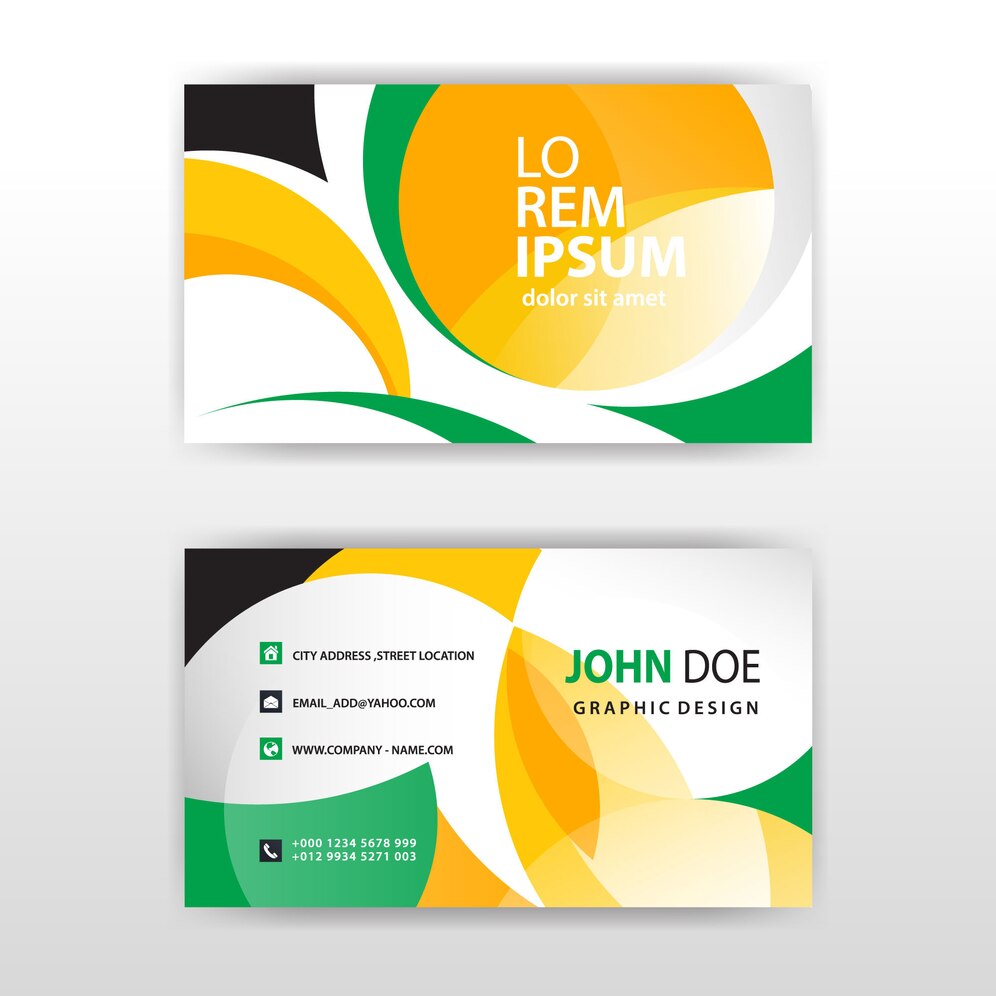 LO
REM
IPSUM
dolor sit amet
JOHN DOE
GRAPHIC DESIGN
CITY ADDRESS ,STREET LOCATION
EMAIL_ADD@YAHOO.COM
WWW.COMPANY - NAME.COM
+000 1234 5678 999
+012 9934 5271 003